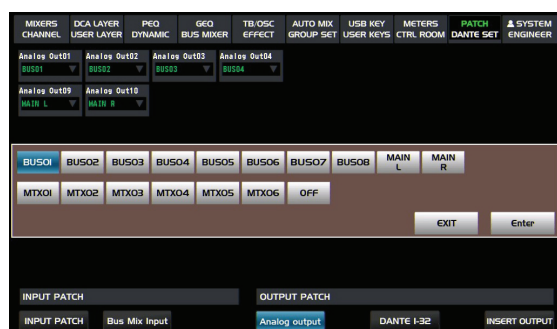 MIXERS DCA LAYER PEQ GEQ TB/OSC AUTO MIX USB KEY METERS PATCH SYSTEM
CHANNEL USER LAYER DYNAMIC BUS MIXER EFFECT GROUP SET USER KEYS CTRL ROOM DANTE SET ENGINEER
Analog Out01 Analog Out02 Analog Out03 Analog Out04
BUS01 BUS02 BUS03 BUS04
Analog Out09 Analog Out10
MAIN L MAIN R
BUS01 BUS02 BUS03 BUS04 BUS05 BUS06 BUS07 BUS08 MAIN L MAIN R
MTX01 MTX02 MTX03 MTX04 MTX05 MTX06 OFF
EXIT Enter
INPUT PATCH OUTPUT PATCH
INPUT PATCH Bus Mix Input Analog output DANTE 1-32 INSERT OUTPUT